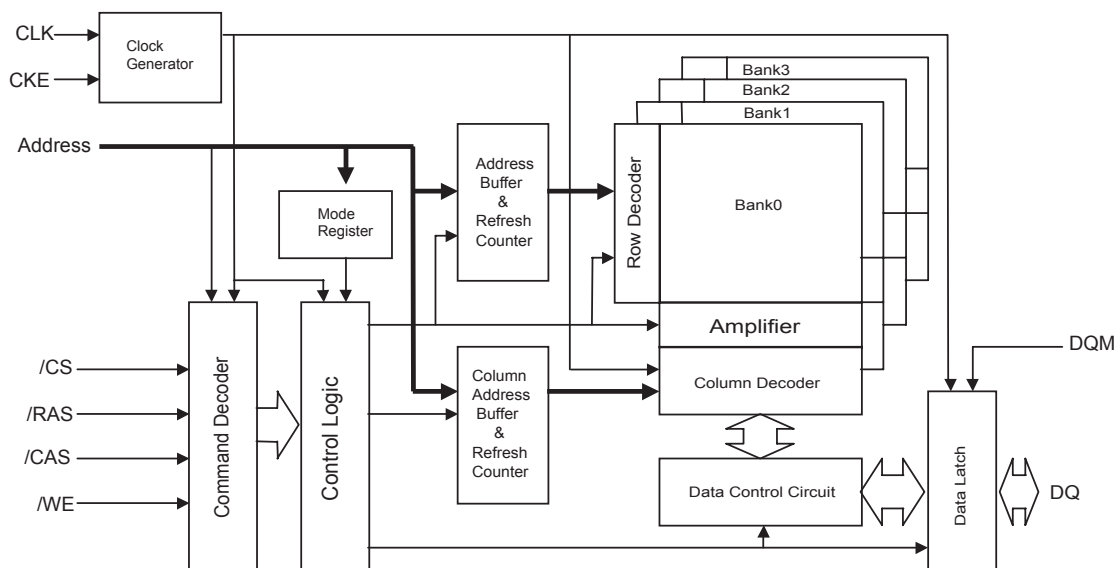 CLK
CKE
Clock
Generator
Bank3
Bank2
Bank1
Bank0
Address
Mode
Register
Address
Buffer
&
Refresh
Counter
Row Decoder
Amplifier
Column Decoder
/CS
/RAS
/CAS
/WE
Command Decoder
Control Logic
Column
Address
Buffer
&
Refresh
Counter
Data Control Circuit
DQM
Data Latch
DQ